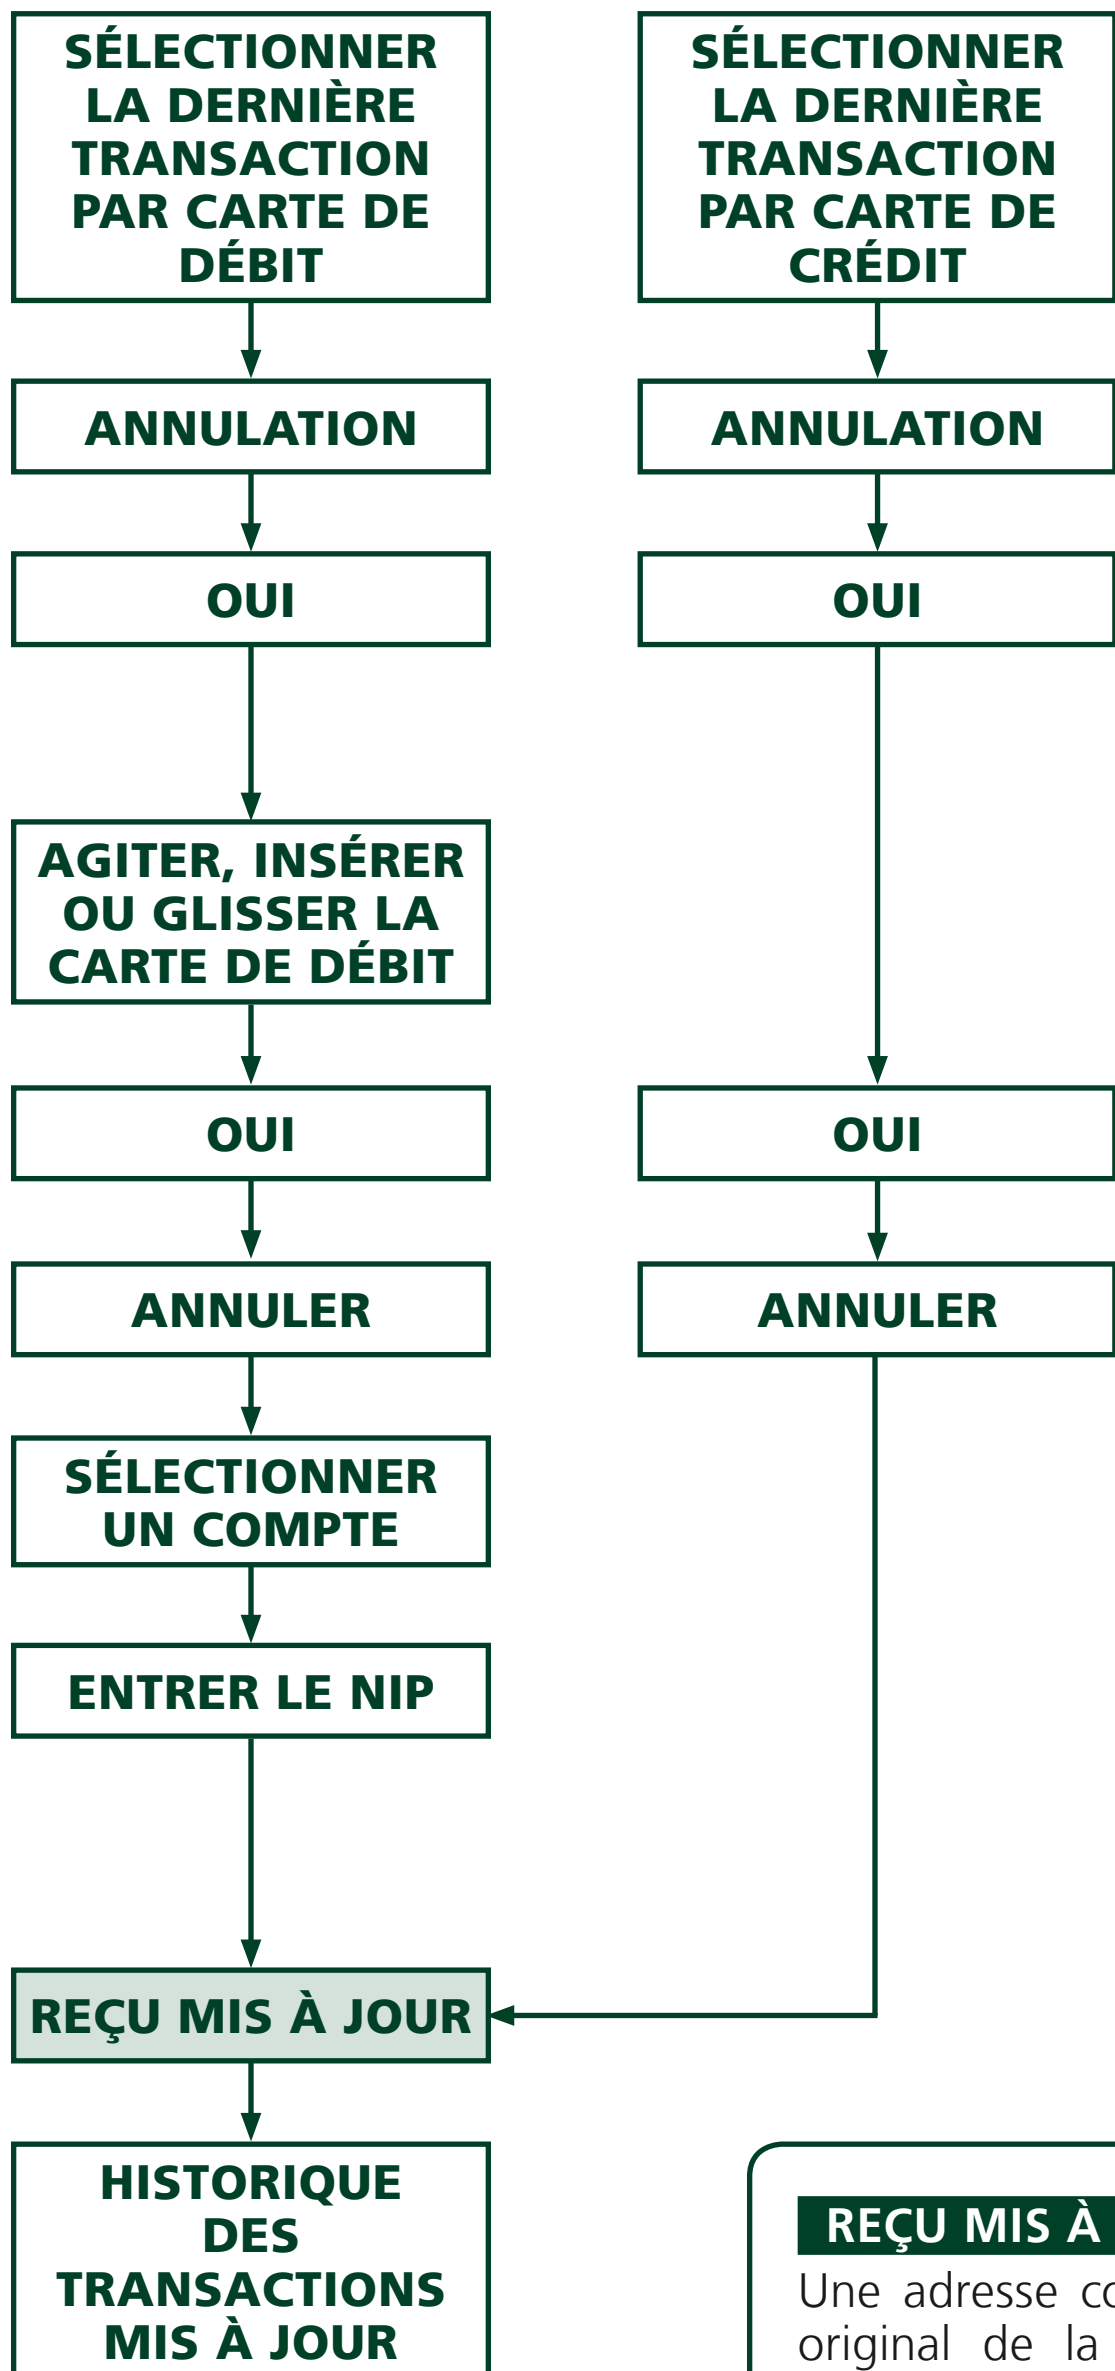 SÉLECTIONNER
LA DERNIÈRE
TRANSACTION
PAR CARTE DE
DÉBIT
ANNULATION
OUI
AGITER, INSÉRER
OU GLISSER LA
CARTE DE DÉBIT
OUI
ANNULER
SÉLECTIONNER
UN COMPTE
ENTRER LE NIP
REÇU MIS À JOUR
HISTORIQUE
DES
TRANSACTIONS
MIS À JOUR
SÉLECTIONNER
LA DERNIÈRE
TRANSACTION
PAR CARTE DE
CRÉDIT
ANNULATION
OUI
OUI
ANNULER
REÇU MIS À
Une adresse
original de la